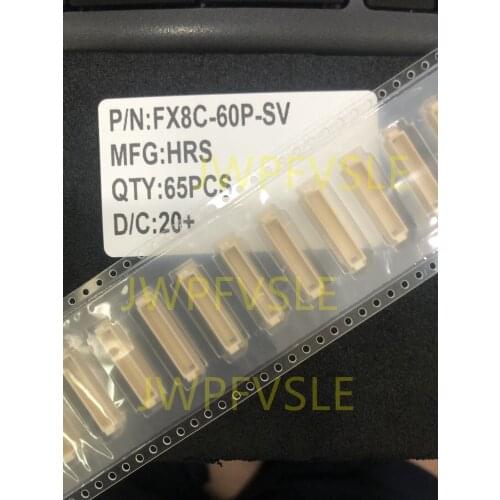 P/N:FX8C-60P-SV
MFG:HRS
JWPFVSLE
QTY:65PCS
D/C:20+
JWPFVSLE
JWPFVSLE